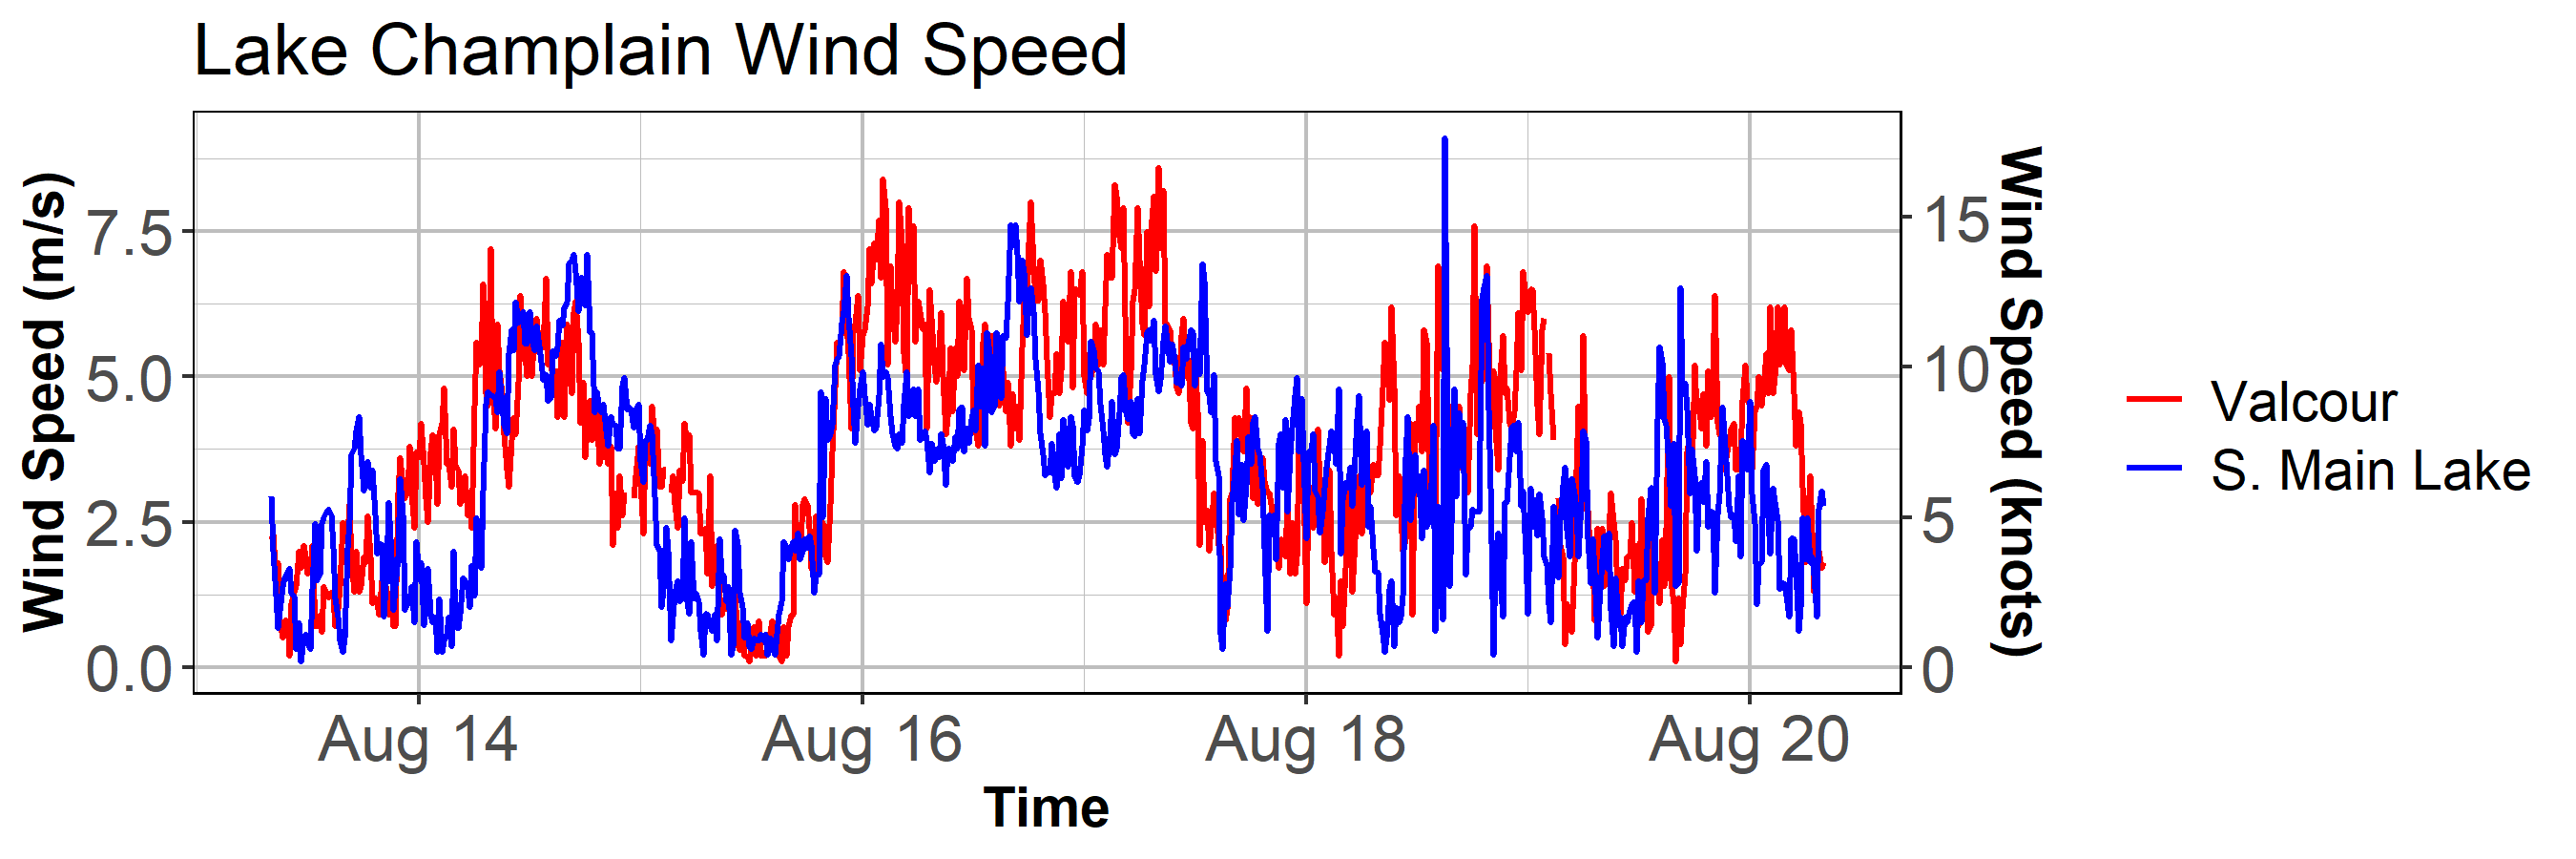 Lake Champlain Wind Speed
Wind Speed (m/s)
7.5
5.0
2.5
0.0
15
10
5
0
Wind Speed (knots)
Aug 14
Aug 16
Aug 18
Aug 20
Time
Valcour
S. Main Lake